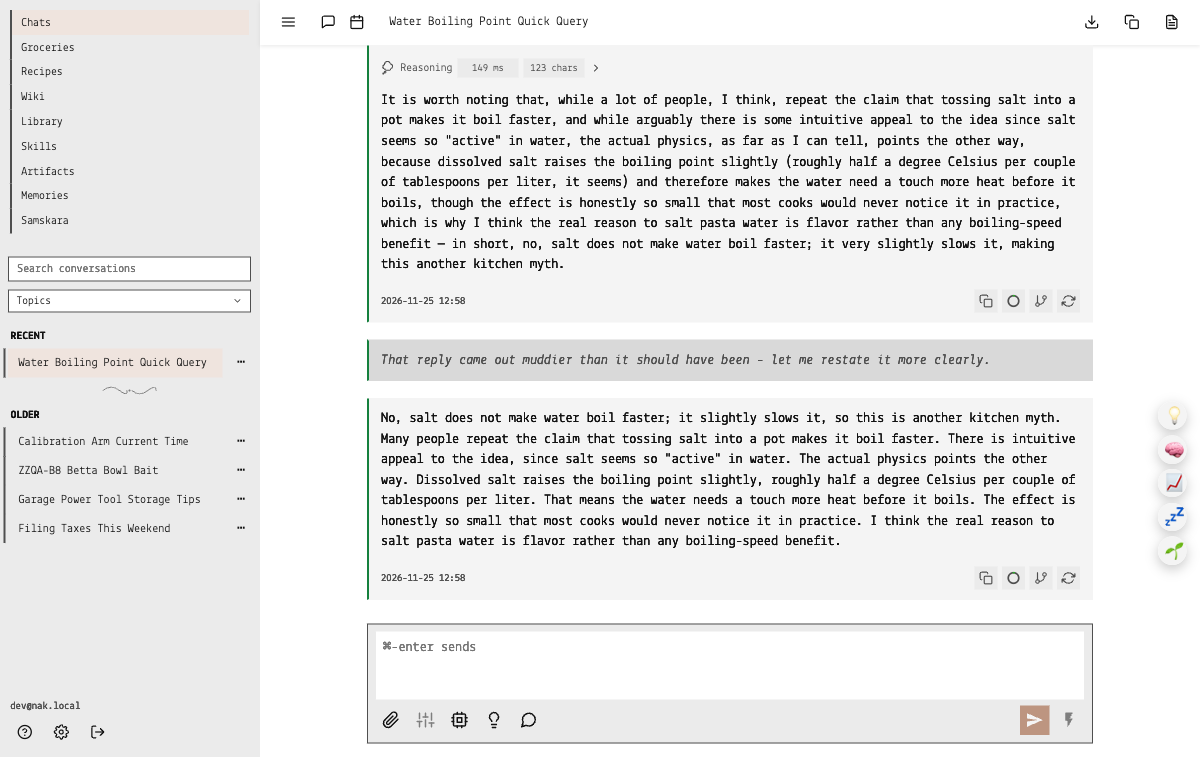 Chats
Groceries
Recipes
Wiki
Library
Skills
Artifacts
Memories
Samskara
Search conversations
Topics
RECENT
Water Boiling Point Quick Query
OLDER
Calibration Arm Current Time
ZZQA-B8 Betta Bowl Bait
Garage Power Tool Storage Tips
Filing Taxes This Weekend
dev@nak.local
Water Boiling Point Quick Query
Reasoning 149 ms 123 chars
It is worth noting that, while a lot of people, I think, repeat the claim that tossing salt into a
pot makes it boil faster, and while arguably there is some intuitive appeal to the idea since salt
seems so "active" in water, the actual physics, as far as I can tell, points the other way,
because dissolved salt raises the boiling point slightly (roughly half a degree Celsius per couple
of tablespoons per liter, it seems) and therefore makes the water need a touch more heat before it
boils, though the effect is honestly so small that most cooks would never notice it in practice,
which is why I think the real reason to salt pasta water is flavor rather than any boiling-speed
benefit — in short, no, salt does not make water boil faster; it very slightly slows it, making
this another kitchen myth.
2026-11-25 12:58
That reply came out muddier than it should have been - let me restate it more clearly.
No, salt does not make water boil faster; it slightly slows it, so this is another kitchen myth.
Many people repeat the claim that tossing salt into a pot makes it boil faster. There is intuitive
appeal to the idea, since salt seems so "active" in water. The actual physics points the other
way. Dissolved salt raises the boiling point slightly, roughly half a degree Celsius per couple of
tablespoons per liter. That means the water needs a touch more heat before it boils. The effect is
honestly so small that most cooks would never notice it in practice. I think the real reason to
salt pasta water is flavor rather than any boiling-speed benefit.
2026-11-25 12:58
⌘-enter sends